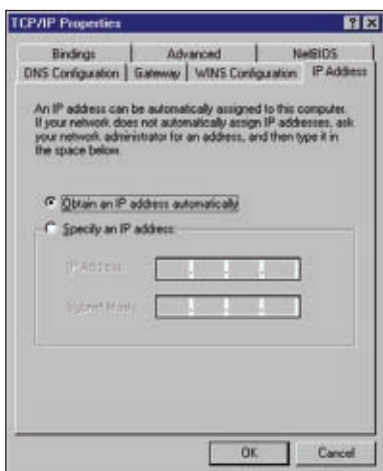 TCP/IP Properties
Bindings
Advanced
NetBIOS
DNS Configuration
Gateway
WINS Configuration
IP Address
An IP address can be automatically assigned to this computer.
If your network does not automatically assign IP addresses, ask
your network administrator for an address, and then type it in
the space below.
Obtain an IP address automatically
Specify an IP address:
IP Address:
Subnet Mask:
OK
Cancel